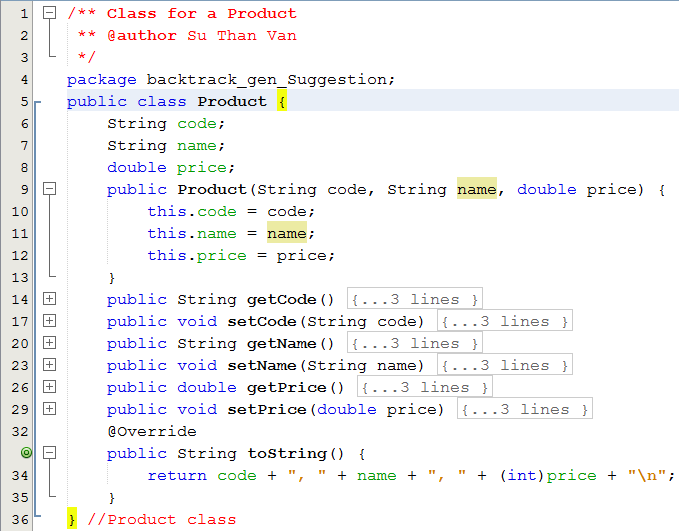 1 /** Class for a Product
2 ** @author Su Than Van
3 */
4 package backtrack_gen_Suggestion;
5 public class Product {
6 String code;
7 String name;
8 double price;
9 public Product(String code, String name, double price) {
10 this.code = code;
11 this.name = name;
12 this.price = price;
13 }
14 public String getCode() {...3 lines }
17 public void setCode(String code) {...3 lines }
20 public String getName() {...3 lines }
23 public void setName(String name) {...3 lines }
26 public double getPrice() {...3 lines }
29 public void setPrice(double price) {...3 lines }
32 @Override
public String toString() {
34 return code + ", " + name + ", " + (int)price + "\n";
35 }
36 } //Product class